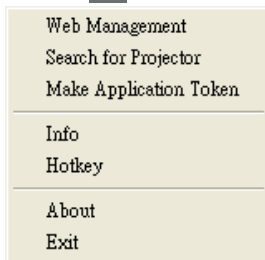 Web Management
Search for Projector
Make Application Token
Info
Hotkey
About
Exit